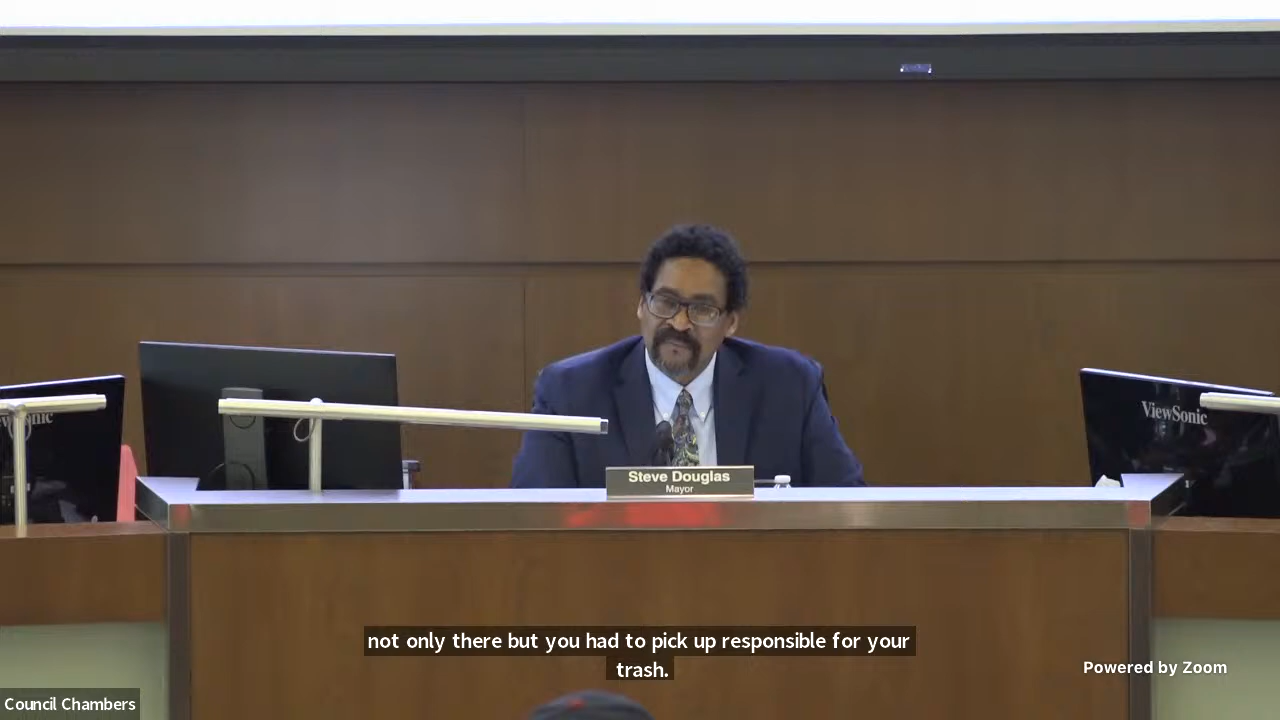 ViewSonic
Steve Douglas
Mayor
not only there but you had to pick up responsible for your
trash.
Powered by Zoom
Council Chambers